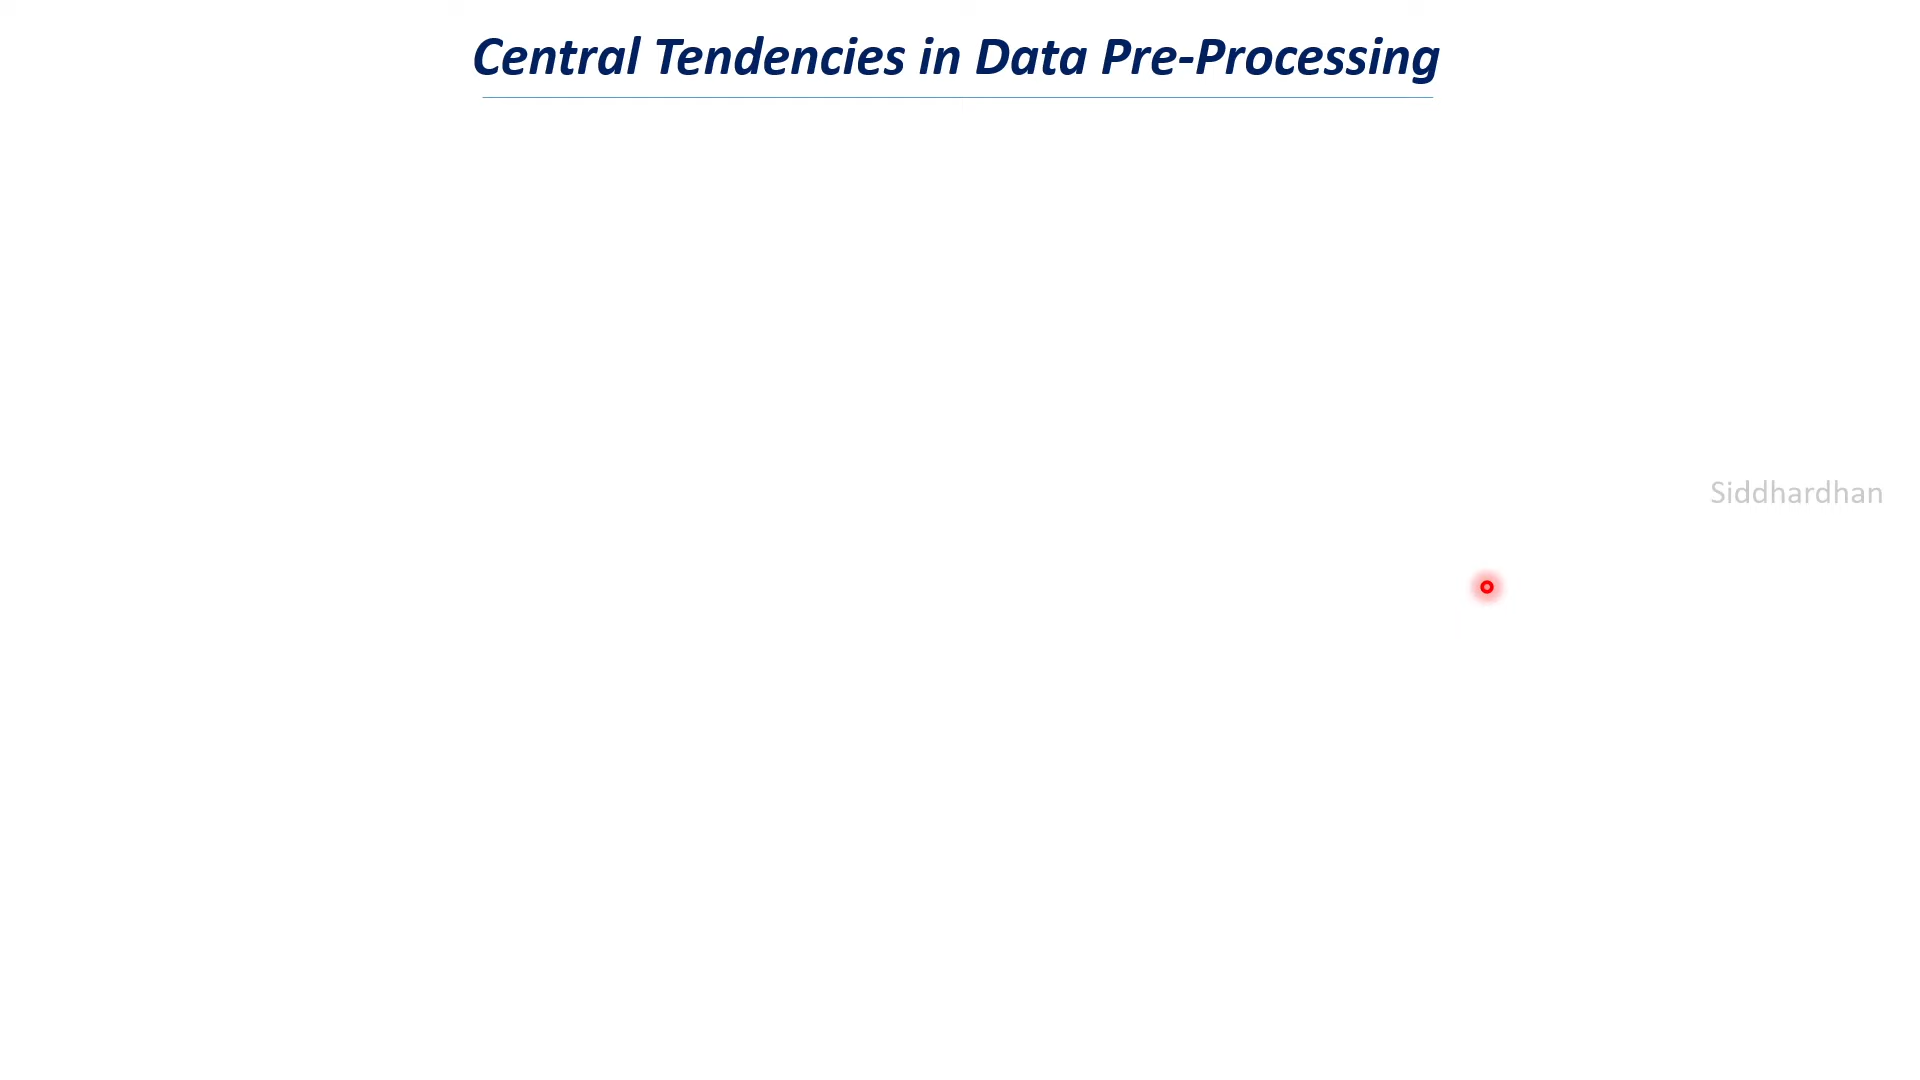 Central Tendencies in Data Pre-Processing
Siddhardhan